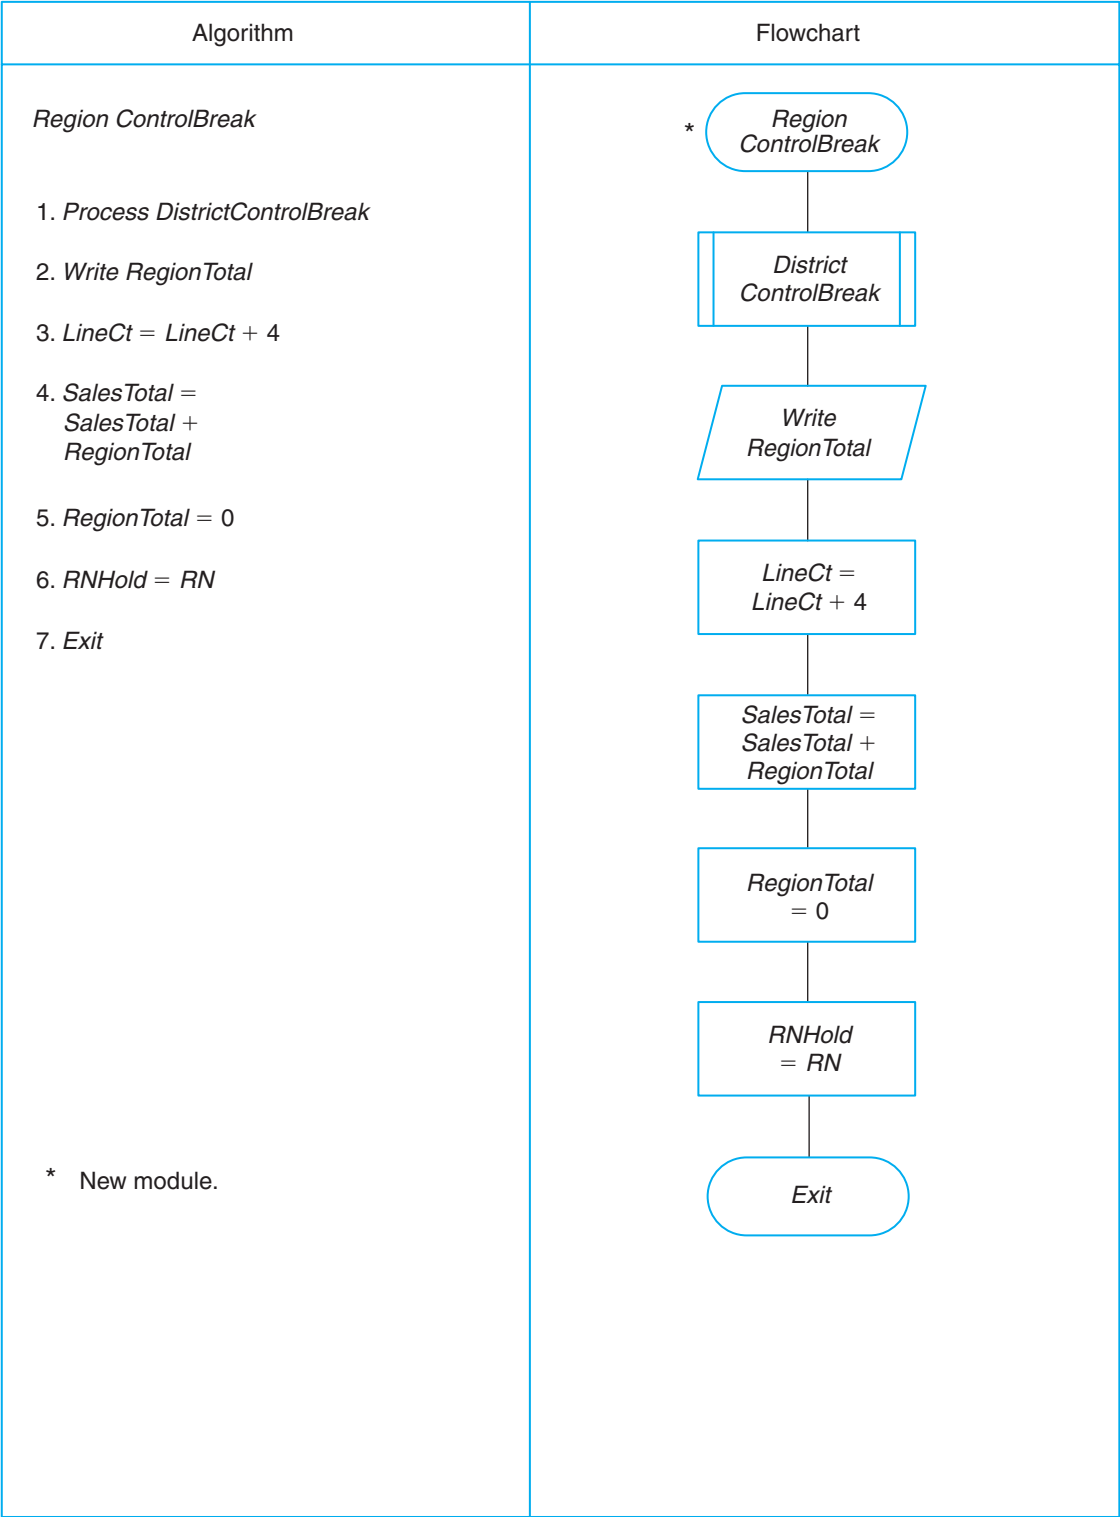 Algorithm
Flowchart
Region ControlBreak
1. Process DistrictControlBreak
2. Write RegionTotal
3. LineCt = LineCt + 4
4. SalesTotal =
SalesTotal +
RegionTotal
5. RegionTotal = 0
6. RNHold = RN
7. Exit
* New module.
* Region
ControlBreak
District
ControlBreak
Write
RegionTotal
LineCt =
LineCt + 4
SalesTotal =
SalesTotal +
RegionTotal
RegionTotal
= 0
RNHold
= RN
Exit